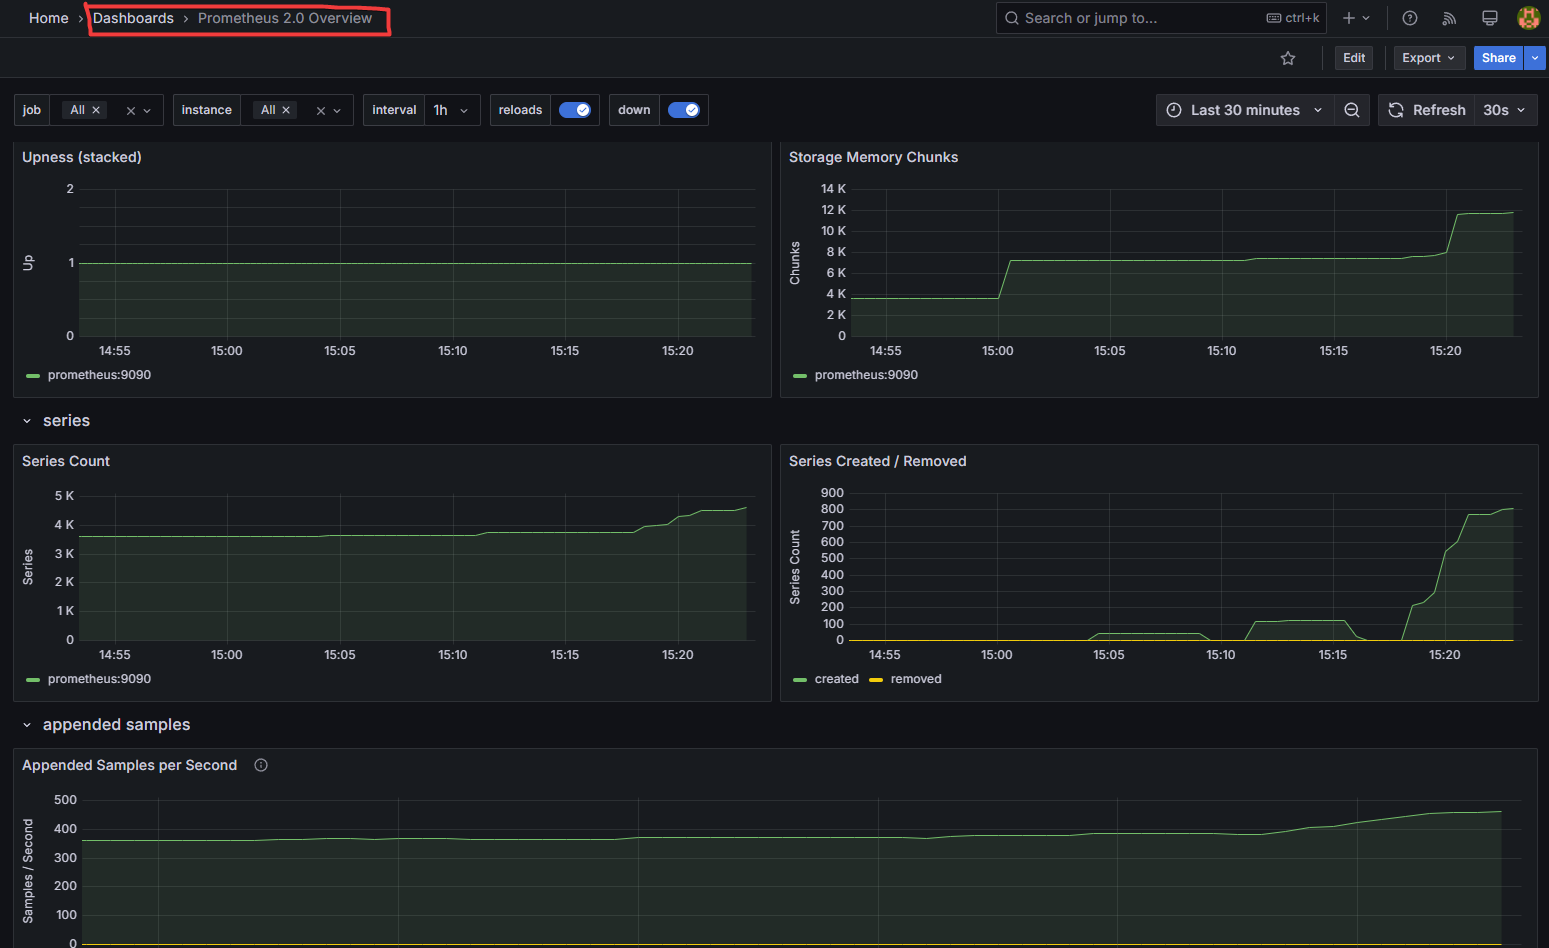 Home › Dashboards › Prometheus 2.0 Overview
Search or jump to... ctrl+k
Edit Export Share
job All instance All interval 1h reloads down Last 30 minutes Refresh 30s
Upness (stacked)
Up
2
1
0
14:55 15:00 15:05 15:10 15:15 15:20
prometheus:9090
Storage Memory Chunks
Chunks
14 K
12 K
10 K
8 K
6 K
4 K
2 K
0
14:55 15:00 15:05 15:10 15:15 15:20
prometheus:9090
series
Series Count
Series
5 K
4 K
3 K
2 K
1 K
0
14:55 15:00 15:05 15:10 15:15 15:20
prometheus:9090
Series Created / Removed
Series Count
900
800
700
600
500
400
300
200
100
0
14:55 15:00 15:05 15:10 15:15 15:20
created removed
appended samples
Appended Samples per Second
Samples / Second
500
400
300
200
100
0